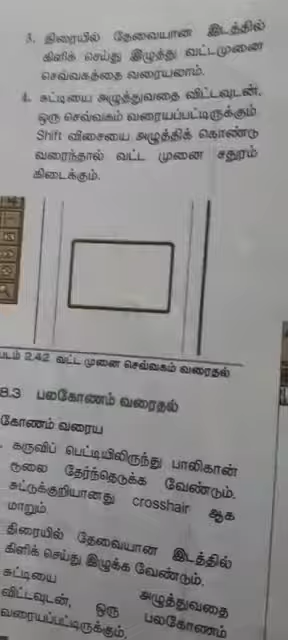 3. திரையில் தேவையான இடத்தில்
கிளிக் செய்து இழுத்து வட்டமுனை
செவ்வகத்தை வரையலாம்.
4. சுட்டியை அழுத்துவதை விட்டவுடன்,
ஒரு செவ்வகம் வரையப்பட்டிருக்கும்
Shift விசையை அழுத்திக் கொண்டு
வரைந்தால் வட்ட முனை சதுரம்
கிடைக்கும்.
படம் 2.42 வட்ட முனை செவ்வகம் வரைதல்
8.3 பலகோணம் வரைதல்
கோணம் வரைய
கருவிப் பெட்டியிலிருந்து பாலிகான்
டூலை தேர்ந்தெடுக்க வேண்டும்.
சுட்டுக்குறியானது crosshair ஆக
மாறும்.
திரையில் தேவையான இடத்தில்
கிளிக் செய்து இழுக்க வேண்டும்.
சுட்டியை அழுத்துவதை
விட்டவுடன், ஒரு பலகோணம்
வரையப்பட்டிருக்கும்.